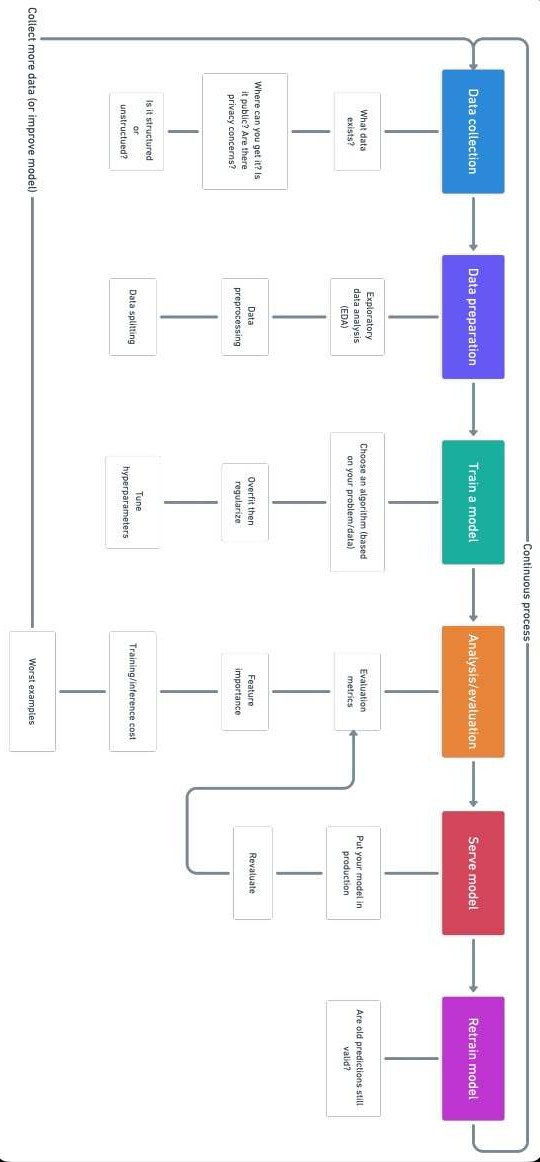 Continuous process
Data collection
Data preparation
Train a model
Analysis/evaluation
Serve model
Retrain model
What data
exists?
Where can you get it? Is
it public? Are there
privacy concerns?
Is it structured
or
unstructued?
Exploratory
data analysis
(EDA)
Data
preprocessing
Data splitting
Choose an algorithm (based
on your problem/data)
Overfit then
regularize
Tune
hyperparameters
Evaluation
metrics
Feature
importance
Training/inference cost
Worst examples
Put your model in
production
Revaluate
Are old predictions still
valid?
Collect more data (or improve model)